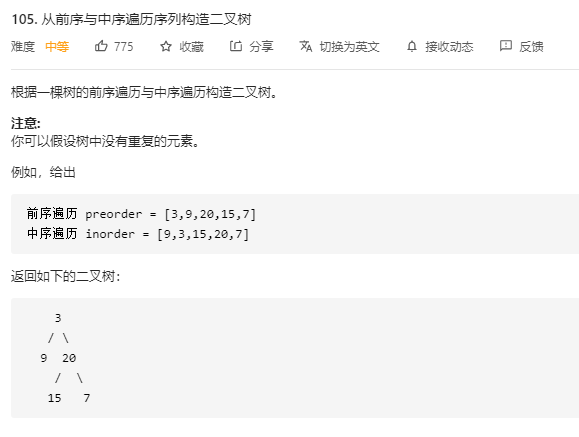 105. 从前序与中序遍历序列构造二叉树
难度 中等 775 收藏 分享 切换为英文 接收动态 反馈
根据一棵树的前序遍历与中序遍历构造二叉树。
注意:
你可以假设树中没有重复的元素。
例如，给出
前序遍历 preorder = [3,9,20,15,7]
中序遍历 inorder = [9,3,15,20,7]
返回如下的二叉树：
3
/ \
9 20
/ \
15 7